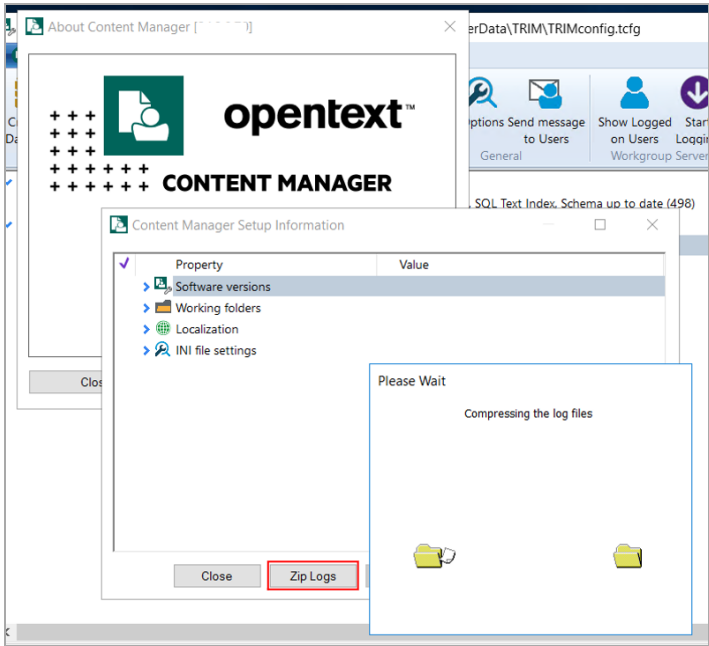 About Content Manager [
]
erData\TRIM\TRIMconfig.tcfg
opentext™
CONTENT MANAGER
ptions Send message
to Users
Show Logged
on Users
General
Workgroup Server
SQL Text Index, Schema up to date (498)
Content Manager Setup Information
Property Value
Software versions
Working folders
Localization
INI file settings
Clos
Please Wait
Compressing the log files
Close
Zip Logs